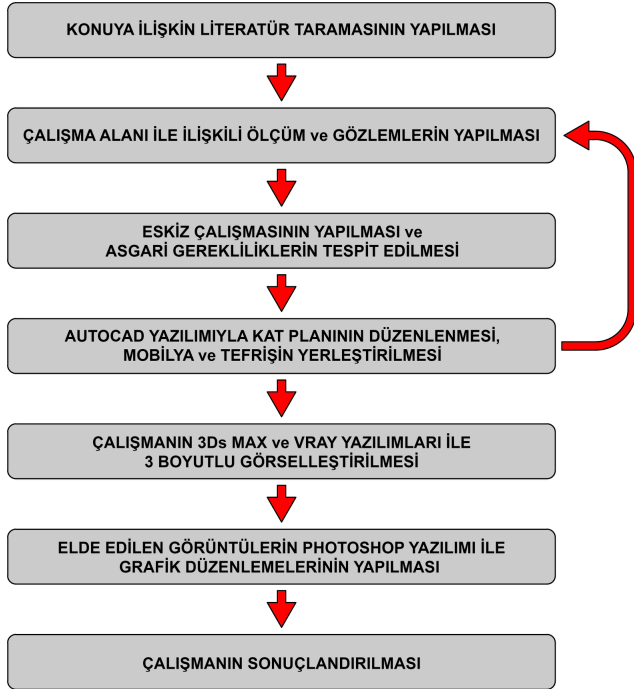 KONUYA İLİŞKİN LİTERATÜR TARAMASININ YAPILMASI
ÇALIŞMA ALANI İLE İLİŞKİLİ ÖLÇÜM ve GÖZLEMLERİN YAPILMASI
ESKİZ ÇALIŞMASININ YAPILMASI ve
ASGARİ GEREKLİLİKLERİN TESPİT EDİLMESİ
AUTOCAD YAZILIMIYLA KAT PLANININ DÜZENLENMESİ,
MOBİLYA ve TEFRİŞİN YERLEŞTİRİLMESİ
ÇALIŞMANIN 3Ds MAX ve VRAY YAZILIMLARI İLE
3 BOYUTLU GÖRSELLEŞTİRİLMESİ
ELDE EDİLEN GÖRÜNTÜLERİN PHOTOSHOP YAZILIMI İLE
GRAFİK DÜZENLEMELERİNİN YAPILMASI
ÇALIŞMANIN SONUÇLANDIRILMASI